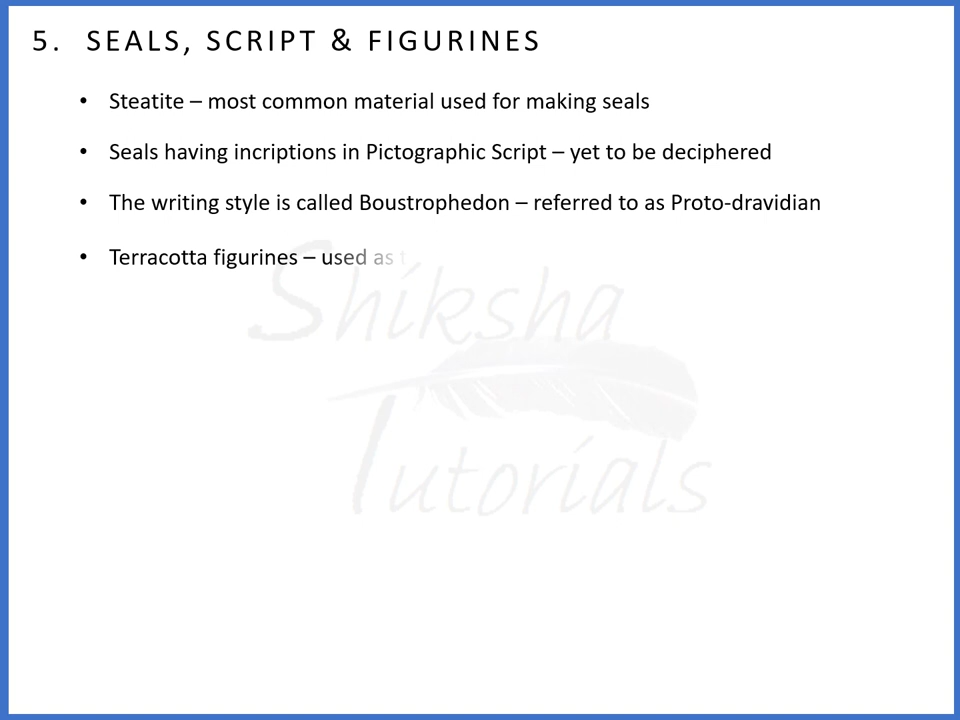 5. SEALS, SCRIPT & FIGURINES
• Steatite – most common material used for making seals
• Seals having incriptions in Pictographic Script – yet to be deciphered
• The writing style is called Boustrophedon – referred to as Proto-dravidian
• Terracotta figurines – used as t
Shiksha
Tutorials